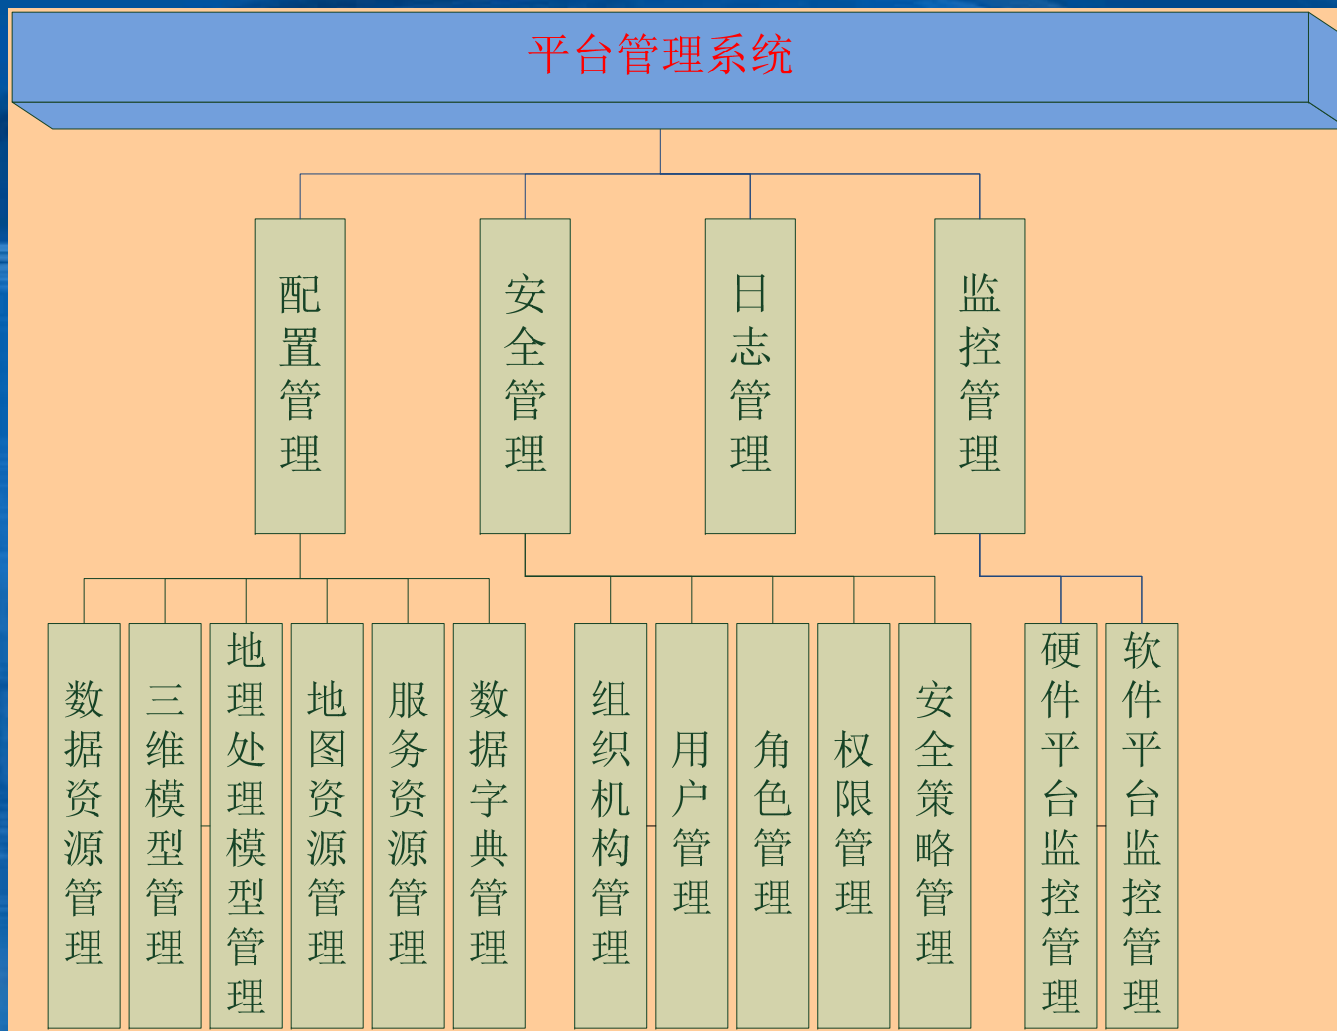 平台管理系统
配置管理
安全管理
日志管理
监控管理
数据资源管理
三维模型管理
地理处理模型管理
地图资源管理
服务资源管理
数据字典管理
组织机构管理
用户管理
角色管理
权限管理
安全策略管理
硬件平台监控管理
软件平台监控管理